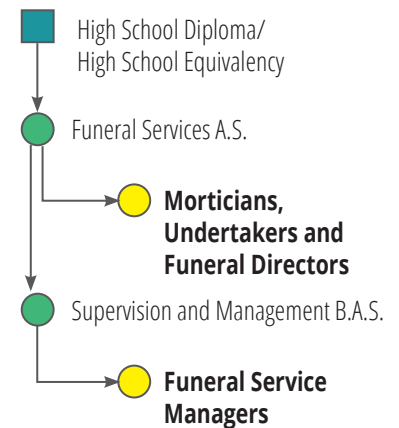 High School Diploma/
High School Equivalency
Funeral Services A.S.
Morticians,
Undertakers and
Funeral Directors
Supervision and Management B.A.S.
Funeral Service
Managers